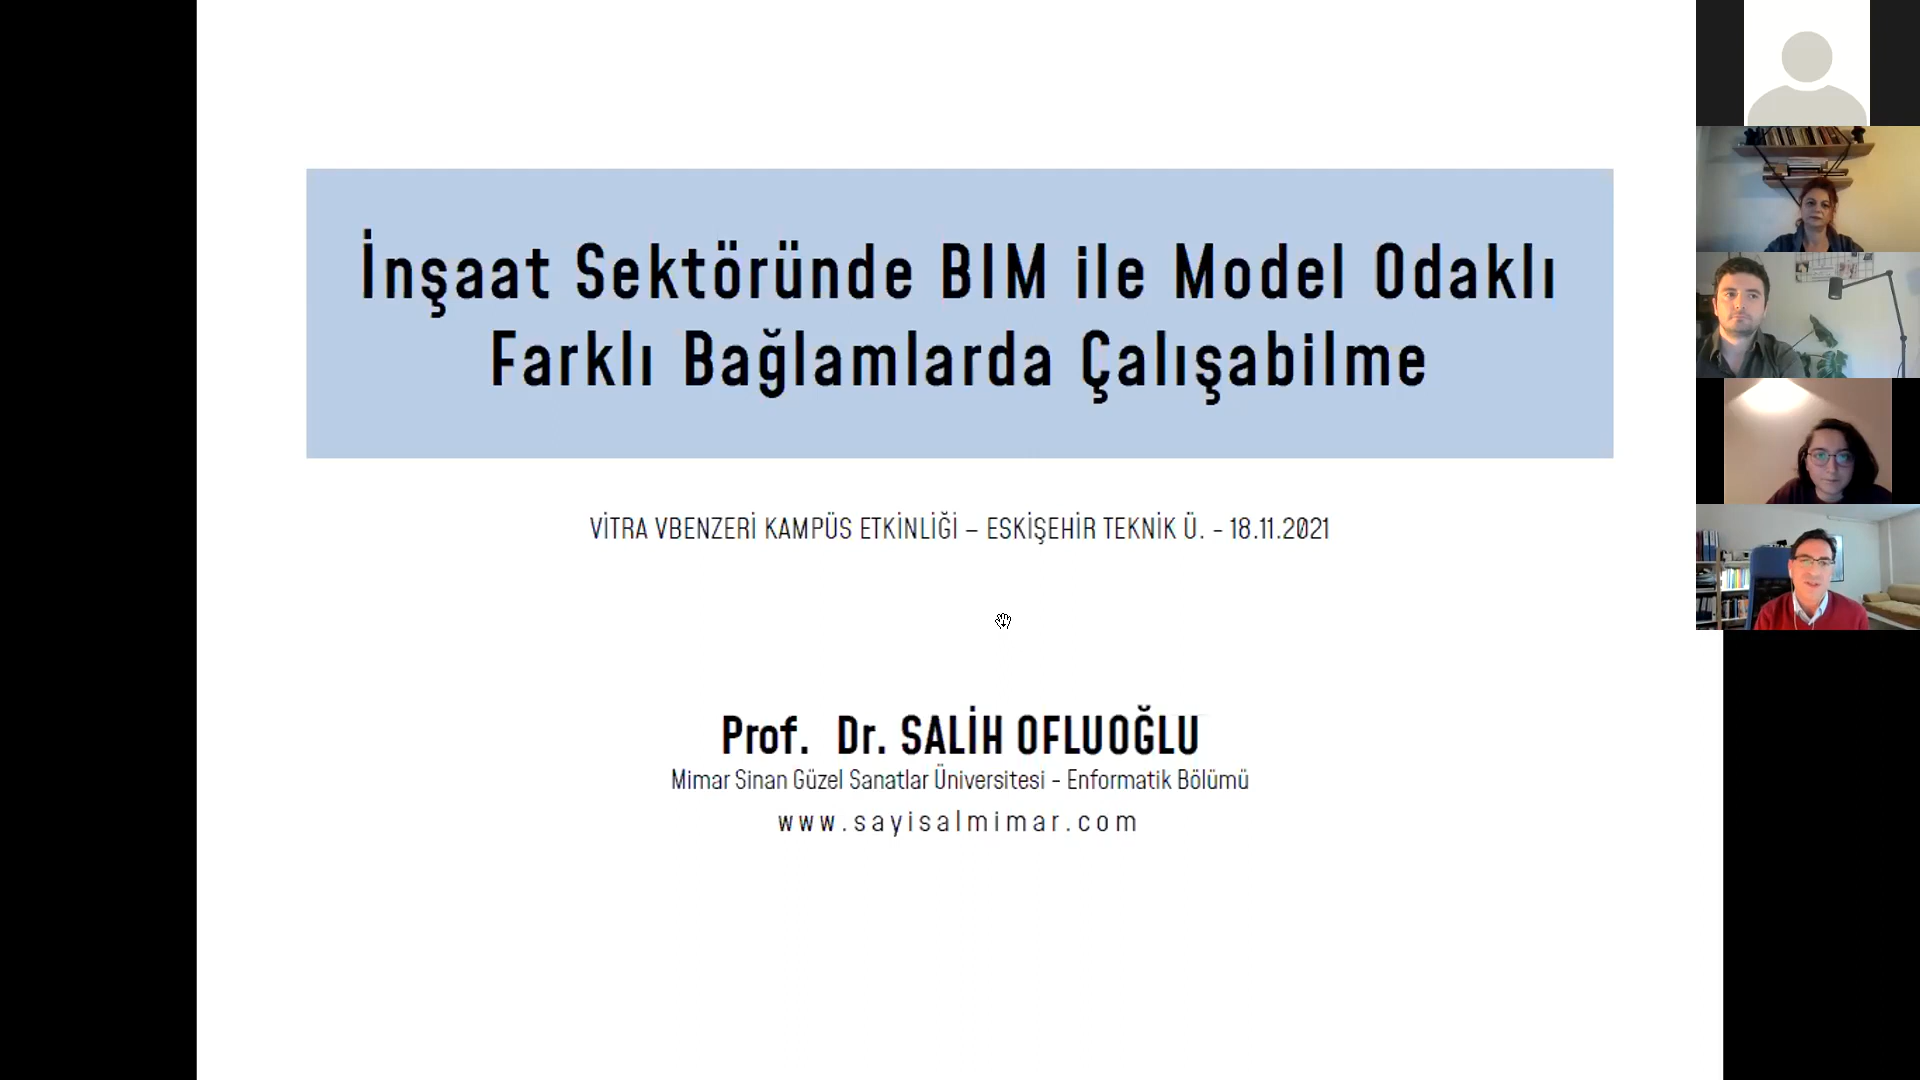 İnşaat Sektöründe BIM ile Model Odaklı
Farklı Bağlamlarda Çalışabilme
VİTRA VBENZERİ KAMPÜS ETKİNLİĞİ – ESKİŞEHİR TEKNİK Ü. - 18.11.2021
Prof. Dr. SALİH OFLUOĞLU
Mimar Sinan Güzel Sanatlar Üniversitesi - Enformatik Bölümü
www.sayisalmimar.com